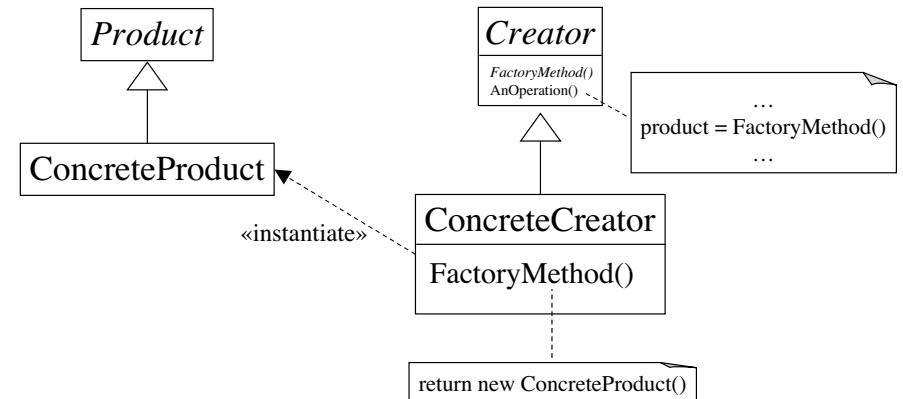 Product
Creator
FactoryMethod()
AnOperation()
...
product = FactoryMethod()
...
ConcreteProduct
ConcreteCreator
«instantiate»
FactoryMethod()
return new ConcreteProduct()